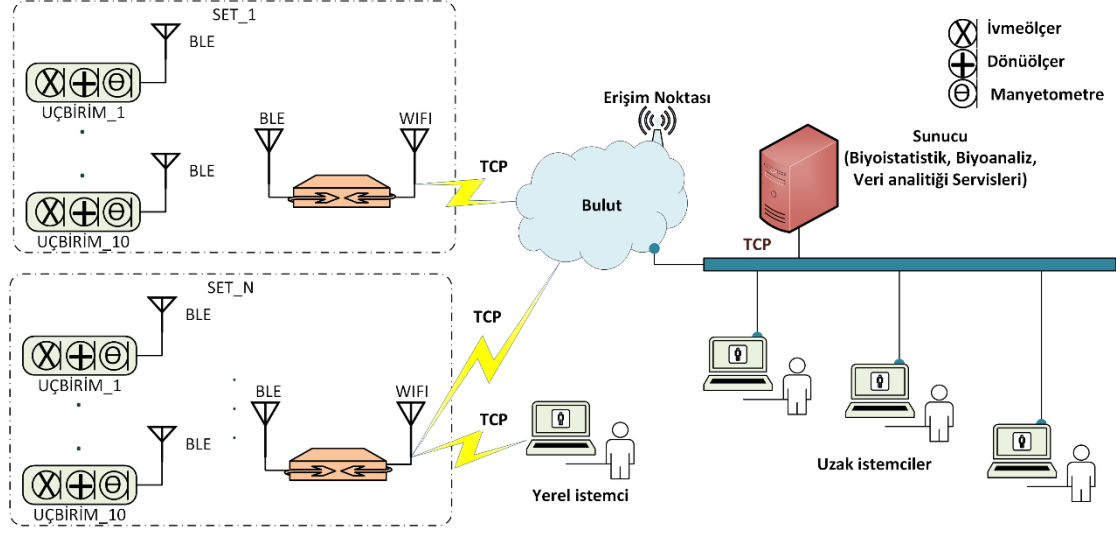 SET_1
BLE
UÇBİRİM_1
BLE
UÇBİRİM_10
BLE
WIFI
TCP
Erişim Noktası
Bulut
İvmeölçer
Dönüölçer
Manyetometre
Sunucu
(Biyoistatistik, Biyoanaliz,
Veri analitiği Servisleri)
TCP
SET_N
BLE
UÇBİRİM_1
BLE
UÇBİRİM_10
BLE
WIFI
TCP
TCP
Yerel istemci
Uzak istemciler